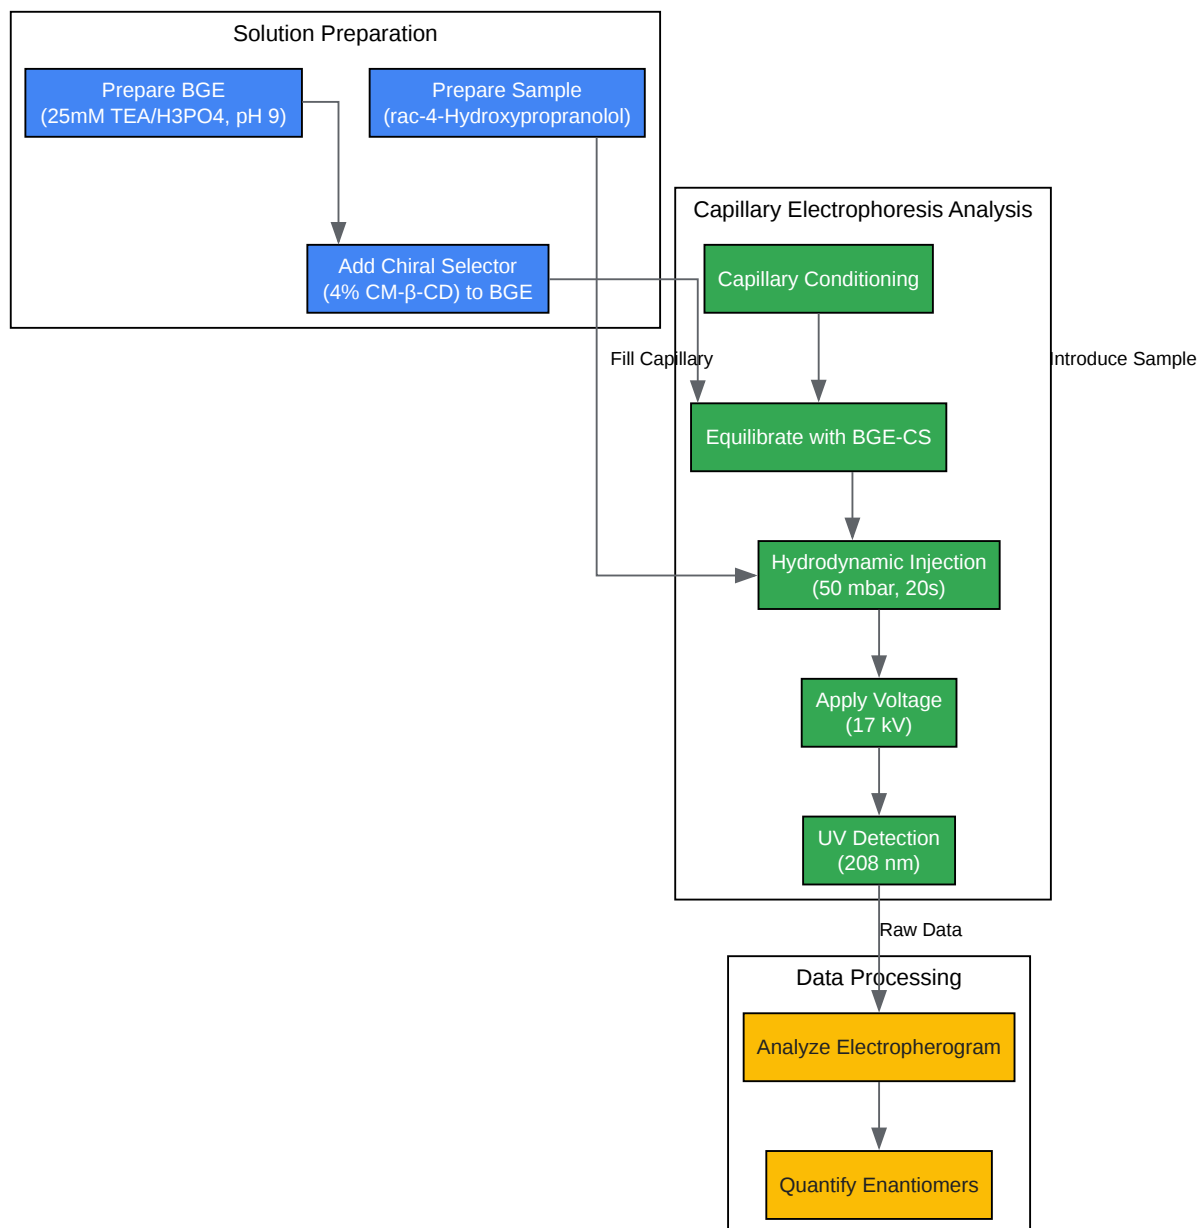 Solution Preparation
Prepare BGE
(25mM TEA/H3PO4, pH 9)
Prepare Sample
(rac-4-Hydroxypropranolol)
Add Chiral Selector
(4% CM-β-CD) to BGE
Capillary Electrophoresis Analysis
Capillary Conditioning
Fill Capillary
Introduce Sample
Equilibrate with BGE-CS
Hydrodynamic Injection
(50 mbar, 20s)
Apply Voltage
(17 kV)
UV Detection
(208 nm)
Raw Data
Data Processing
Analyze Electropherogram
Quantify Enantiomers